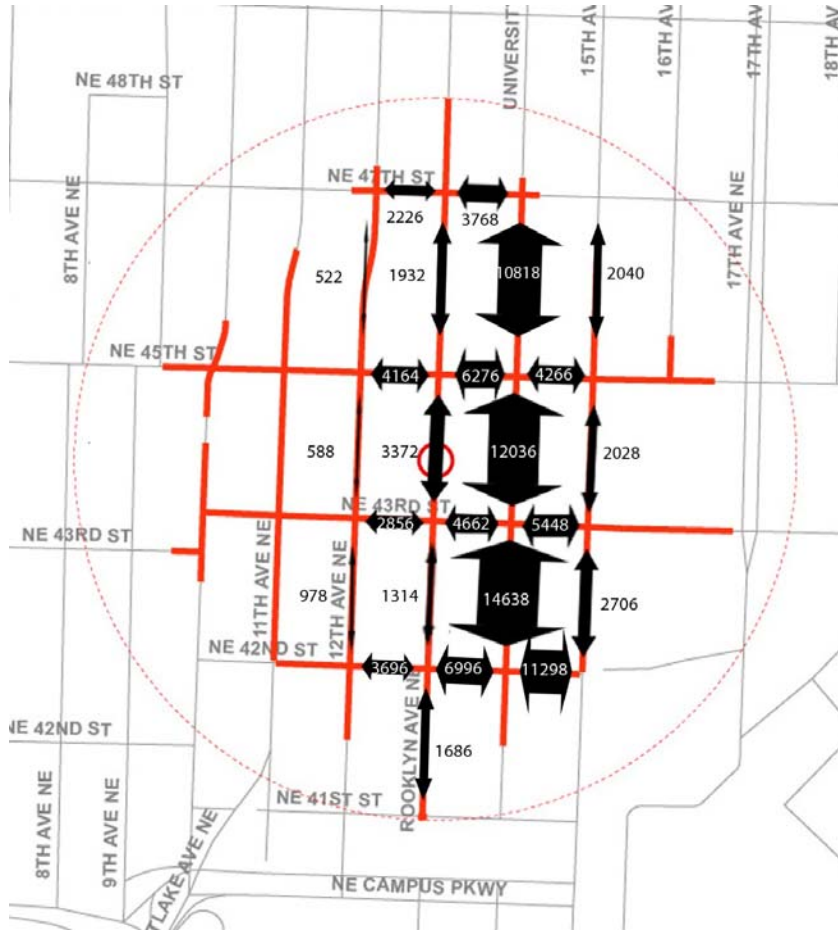 UNIVERSIT
15TH AV
16TH AV
17TH AV
18TH A
NE 48TH ST
NE 47TH ST
8TH AVE NE
17TH AVE NE
2226
3768
522
1932
10818
2040
NE 45TH ST
4164
6276
4266
588
3372
12036
2028
NE 43RD ST
NE 43RD ST
2856
4662
5448
11TH AVE NE
12TH AVE NE
978
1314
14638
2706
NE 42ND ST
3696
6996
11298
NE 42ND ST
ROOKLYN AVE NE
1686
NE 41ST ST
8TH AVE NE
9TH AVE NE
TLAKE AVE NE
NE CAMPUS PKWY